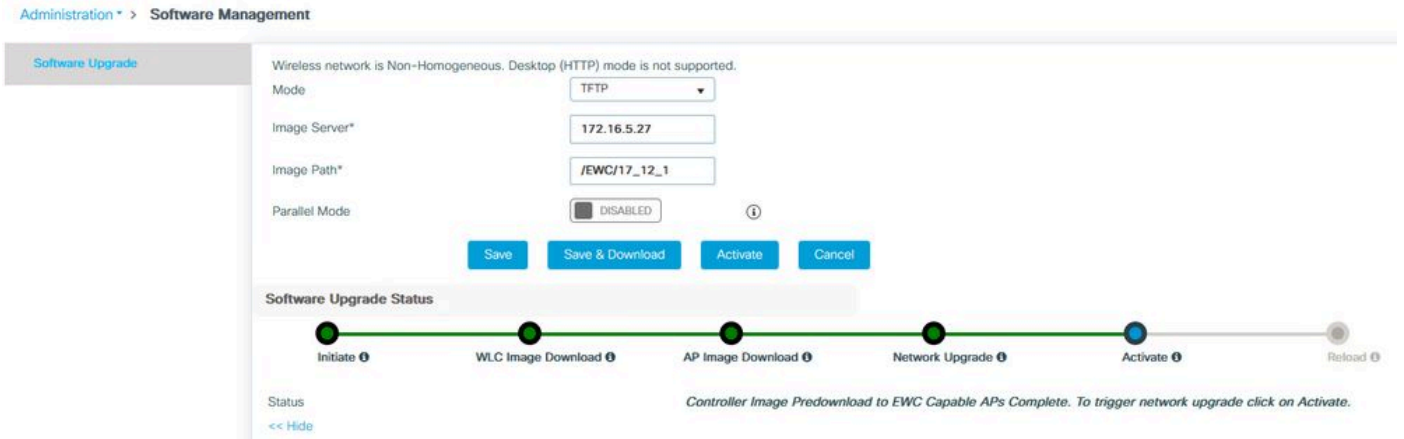 Administration > Software Management
Software Upgrade
Wireless network is Non-Homogeneous. Desktop (HTTP) mode is not supported.
Mode TFTP
Image Server* 172.16.5.27
Image Path* /EWC/17_12_1
Parallel Mode DISABLED
Save Save & Download Activate Cancel
Software Upgrade Status
Initiate WLC Image Download AP Image Download Network Upgrade Activate Reload
Status Controller Image Predownload to EWC Capable APs Complete. To trigger network upgrade click on Activate.
<< Hide